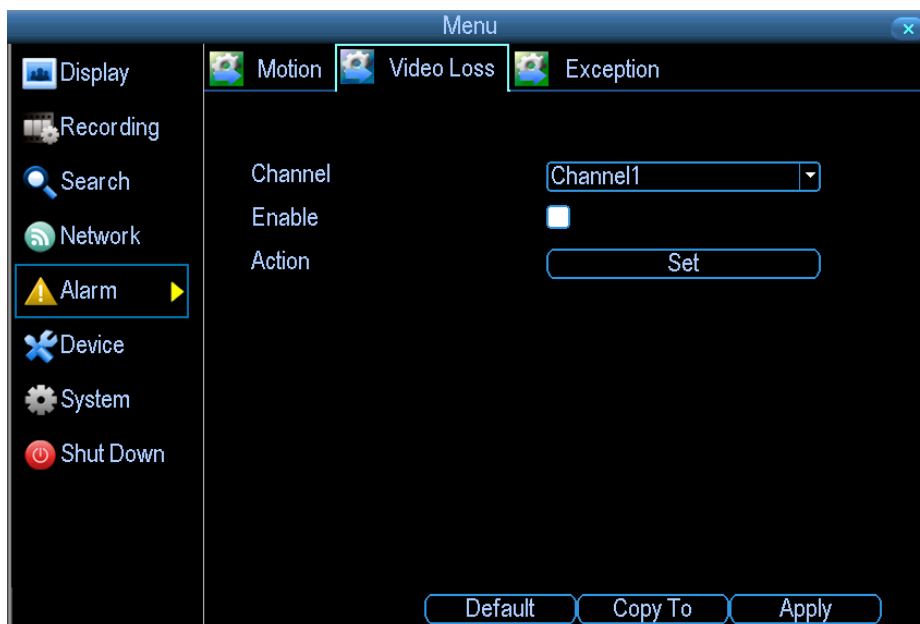 Menu
Display
Recording
Search
Network
Alarm
Device
System
Shut Down
Motion Video Loss Exception
Channel Channel1
Enable
Action Set
Default Copy To Apply